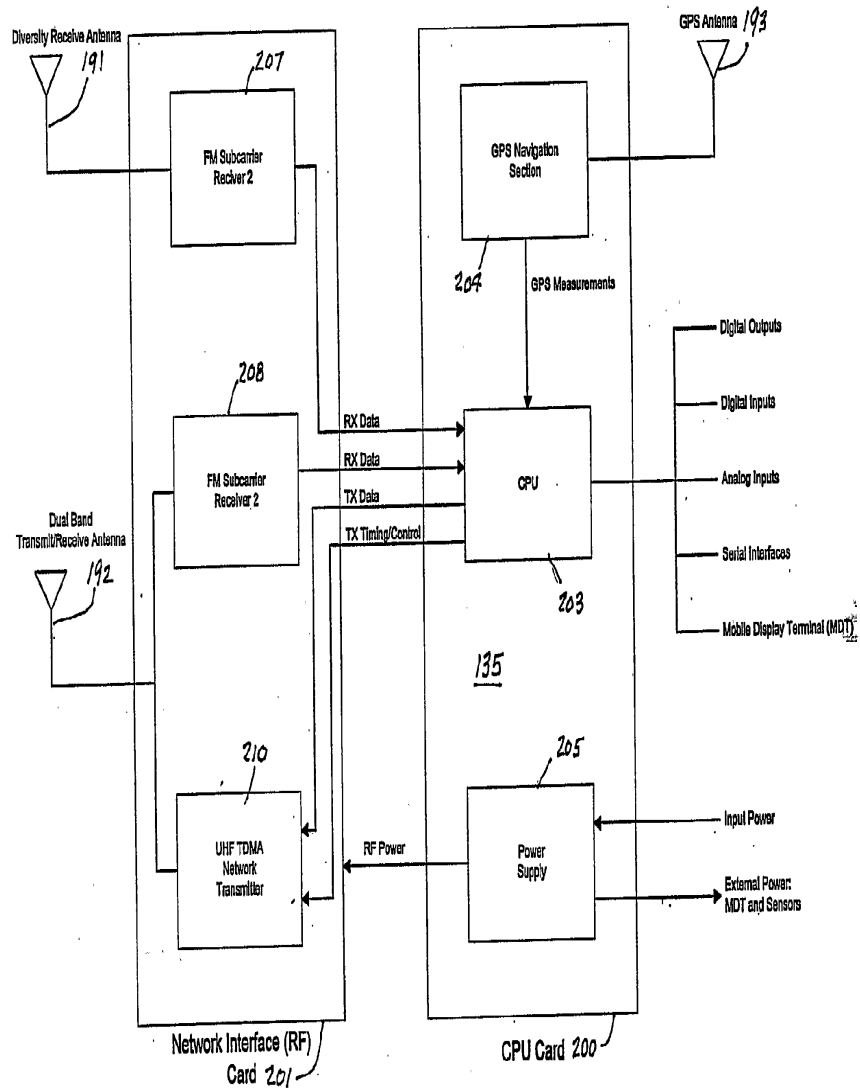 Diversity Receive Antenna
191
207
FM Subcarrier
Reciver 2
GPS Antenna 193
GPS Navigation
Section
204
GPS Measurements
208
FM Subcarrier
Receiver 2
RX Data
RX Data
TX Data
TX Timing/Control
CPU
203
Digital Outputs
Digital Inputs
Analog Inputs
Serial Interfaces
Mobile Display Terminal (MDT)
Dual Band
Transmit/Receive Antenna
192
135
210
UHF TDMA
Network
Transmitter
RF Power
205
Power
Supply
Input Power
External Power:
MDT and Sensors
Network Interface (RF)
Card 201
CPU Card 200